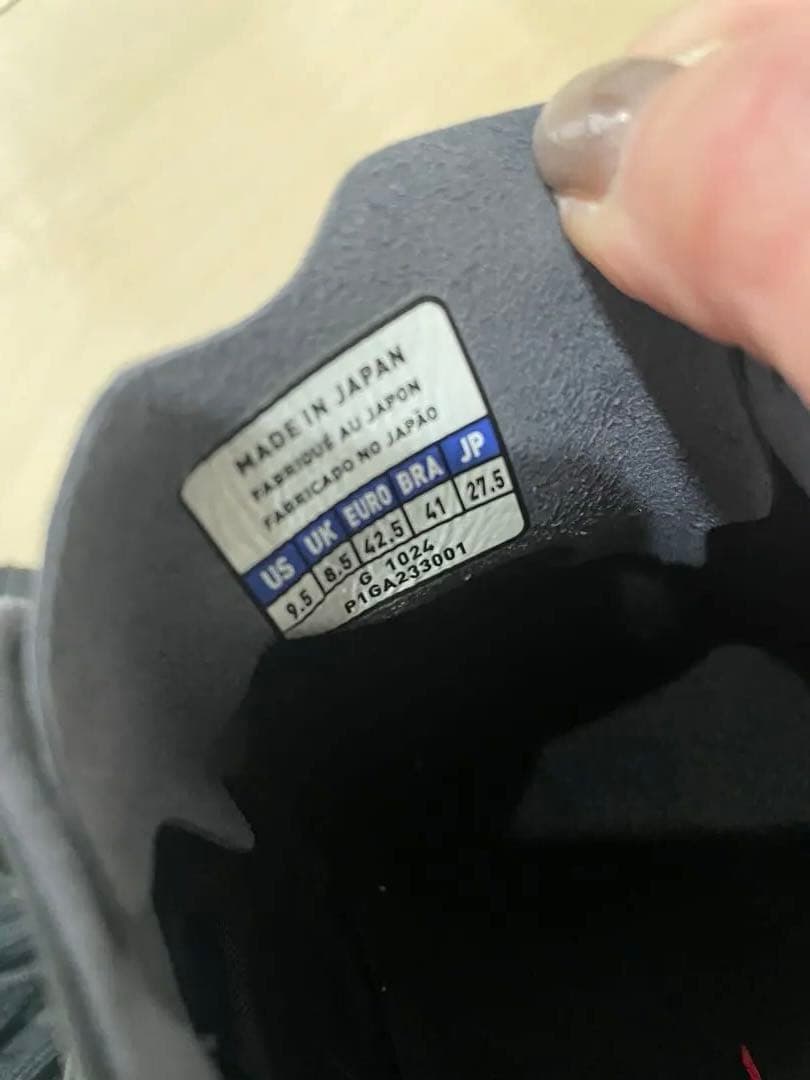 MADE IN JAPAN
FABRIQUÉ AU JAPON
FABRICADO NO JAPÃO
US UK EURO BRA JP
9.5 8.5 42.5 41 27.5
G 1024
P1GA233001